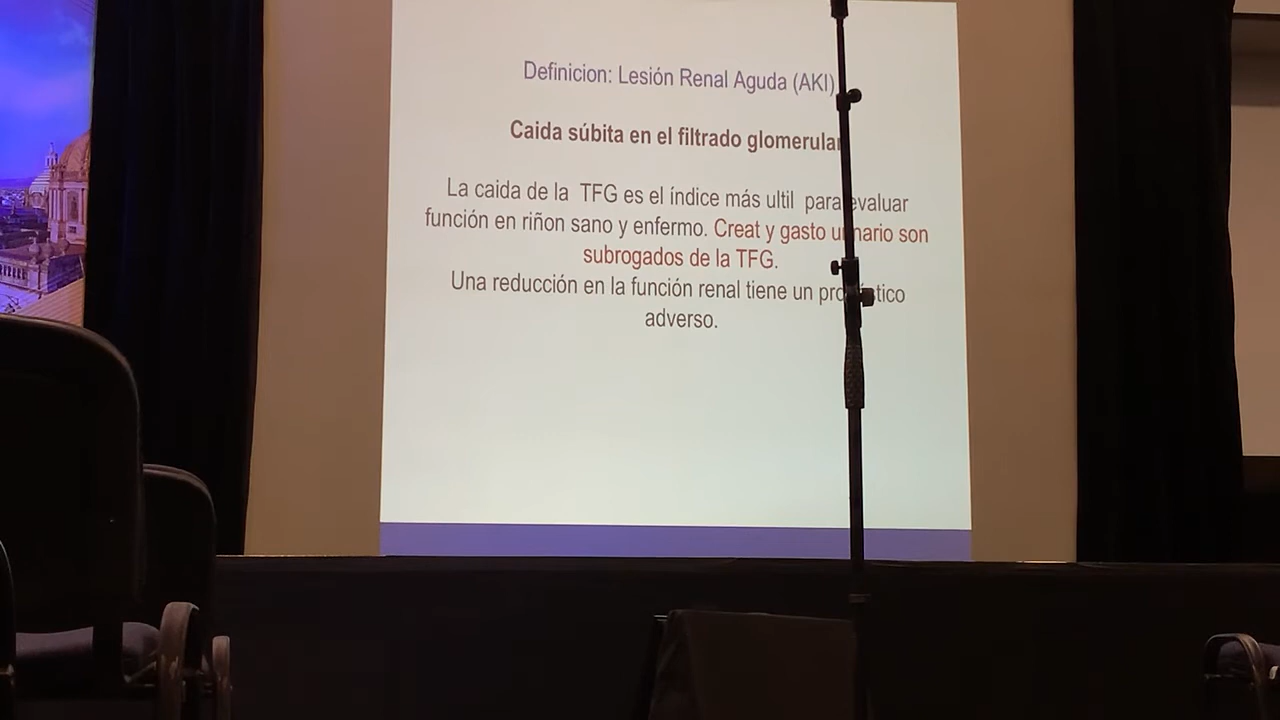 Definicion: Lesión Renal Aguda (AKI)
Caida súbita en el filtrado glomerular
La caida de la TFG es el índice más ultil para evaluar
función en riñon sano y enfermo. Creat y gasto urinario son
subrogados de la TFG.
Una reducción en la función renal tiene un pronóstico
adverso.